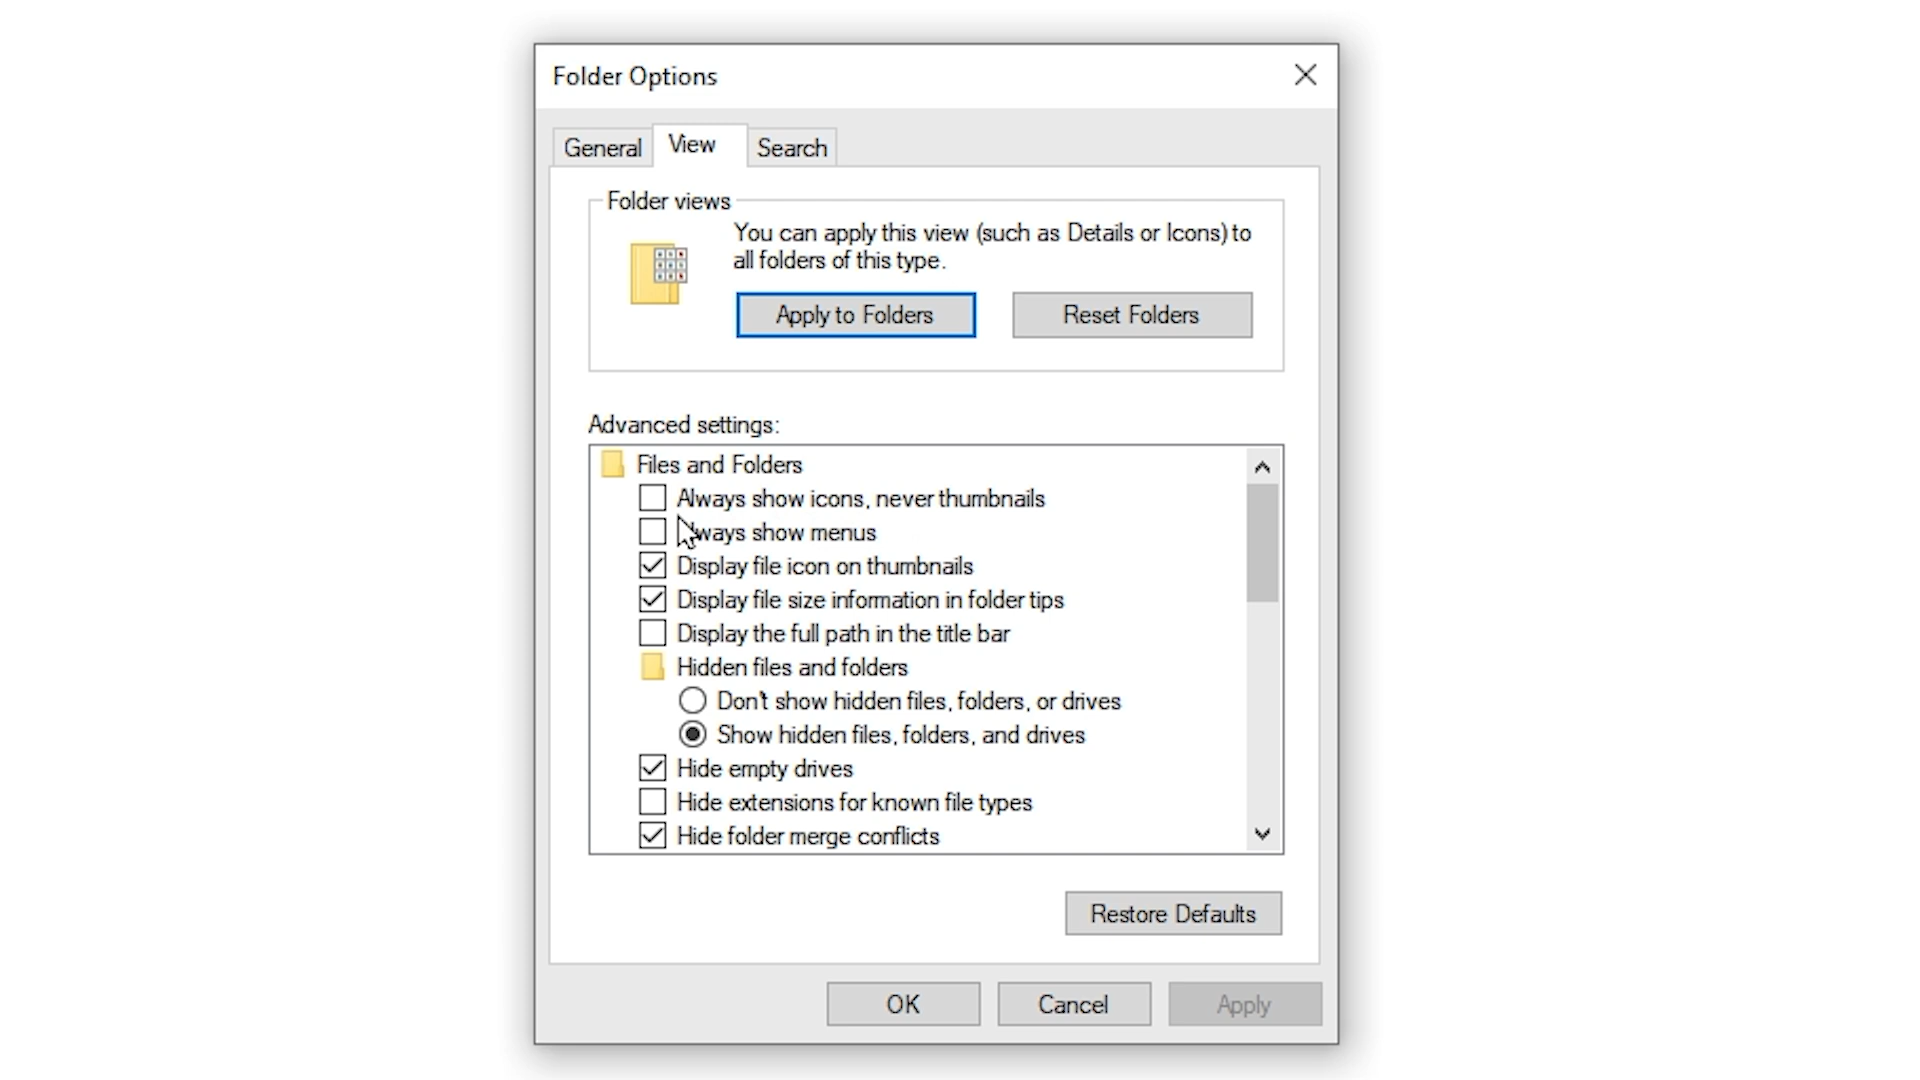 Folder Options
General View Search
Folder views
You can apply this view (such as Details or Icons) to
all folders of this type.
Apply to Folders Reset Folders
Advanced settings:
Files and Folders
Always show icons, never thumbnails
Always show menus
Display file icon on thumbnails
Display file size information in folder tips
Display the full path in the title bar
Hidden files and folders
Don't show hidden files, folders, or drives
Show hidden files, folders, and drives
Hide empty drives
Hide extensions for known file types
Hide folder merge conflicts
Restore Defaults
OK Cancel Apply